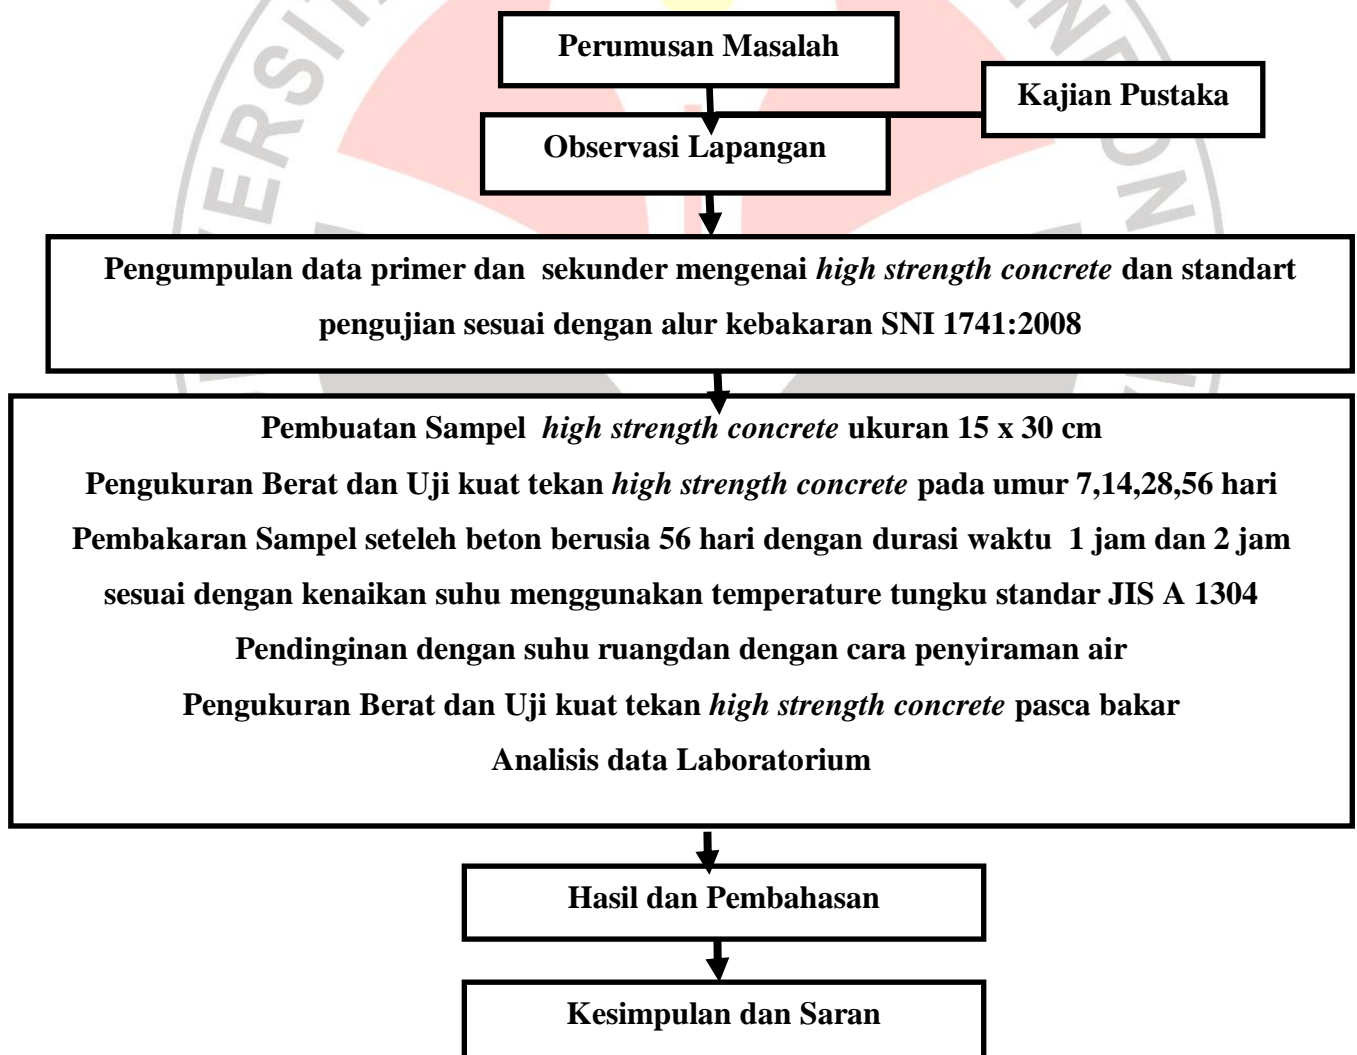 Perumusan Masalah
Kajian Pustaka
Observasi Lapangan
Pengumpulan data primer dan sekunder mengenai high strength concrete dan standart
pengujian sesuai dengan alur kebakaran SNI 1741:2008
Pembuatan Sampel high strength concrete ukuran 15 x 30 cm
Pengukuran Berat dan Uji kuat tekan high strength concrete pada umur 7,14,28,56 hari
Pembakaran Sampel seteleh beton berusia 56 hari dengan durasi waktu 1 jam dan 2 jam
sesuai dengan kenaikan suhu menggunakan temperature tungku standar JIS A 1304
Pendinginan dengan suhu ruangdan dengan cara penyiraman air
Pengukuran Berat dan Uji kuat tekan high strength concrete pasca bakar
Analisis data Laboratorium
Hasil dan Pembahasan
Kesimpulan dan Saran